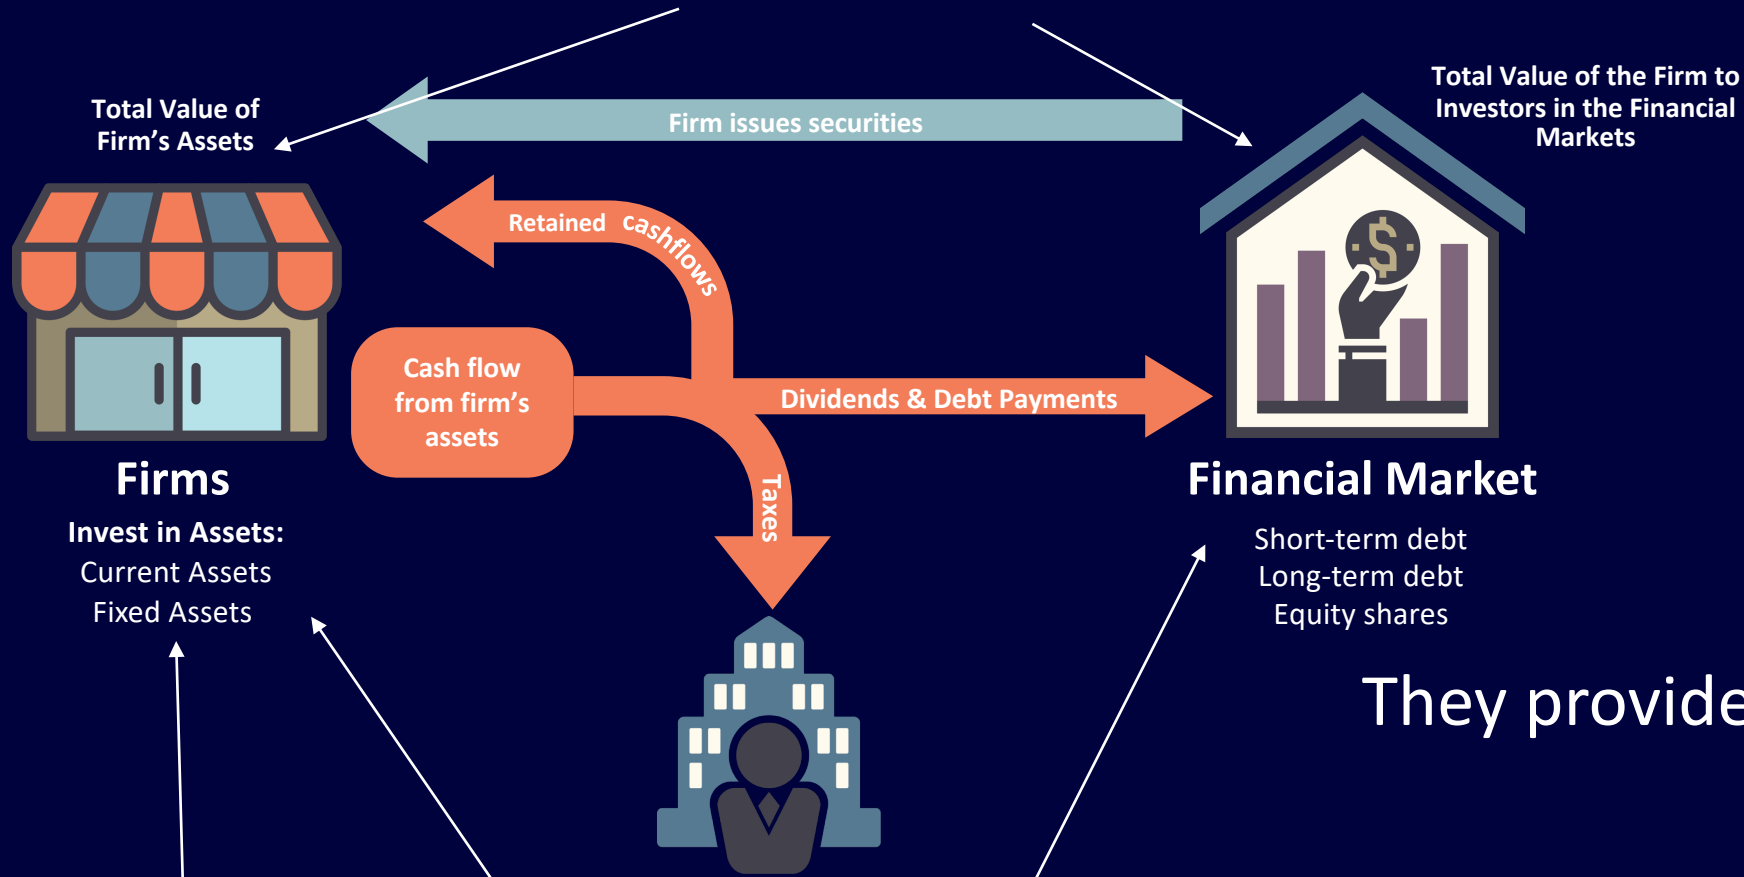 Total Value of
Firm's Assets
Firm issues securities
Total Value of the Firm to
Investors in the Financial
Markets
Retained cashflows
Cash flow
from firm's
assets
Dividends & Debt Payments
Taxes
Firms
Invest in Assets:
Current Assets
Fixed Assets
Financial Market
Short-term debt
Long-term debt
Equity shares
They provide
$